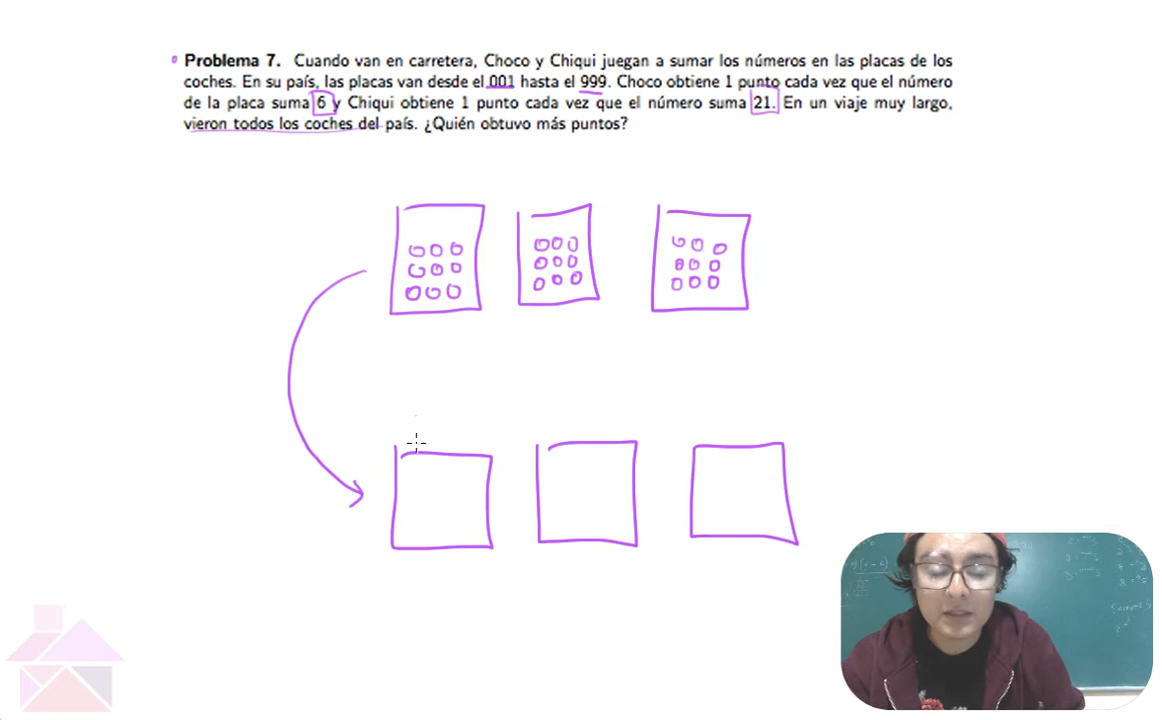 Problema 7. Cuando van en carretera, Choco y Chiqui juegan a sumar los números en las placas de los
coches. En su país, las placas van desde el 001 hasta el 999. Choco obtiene 1 punto cada vez que el número
de la placa suma 6 y Chiqui obtiene 1 punto cada vez que el número suma 21. En un viaje muy largo,
vieron todos los coches del país. ¿Quién obtuvo más puntos?